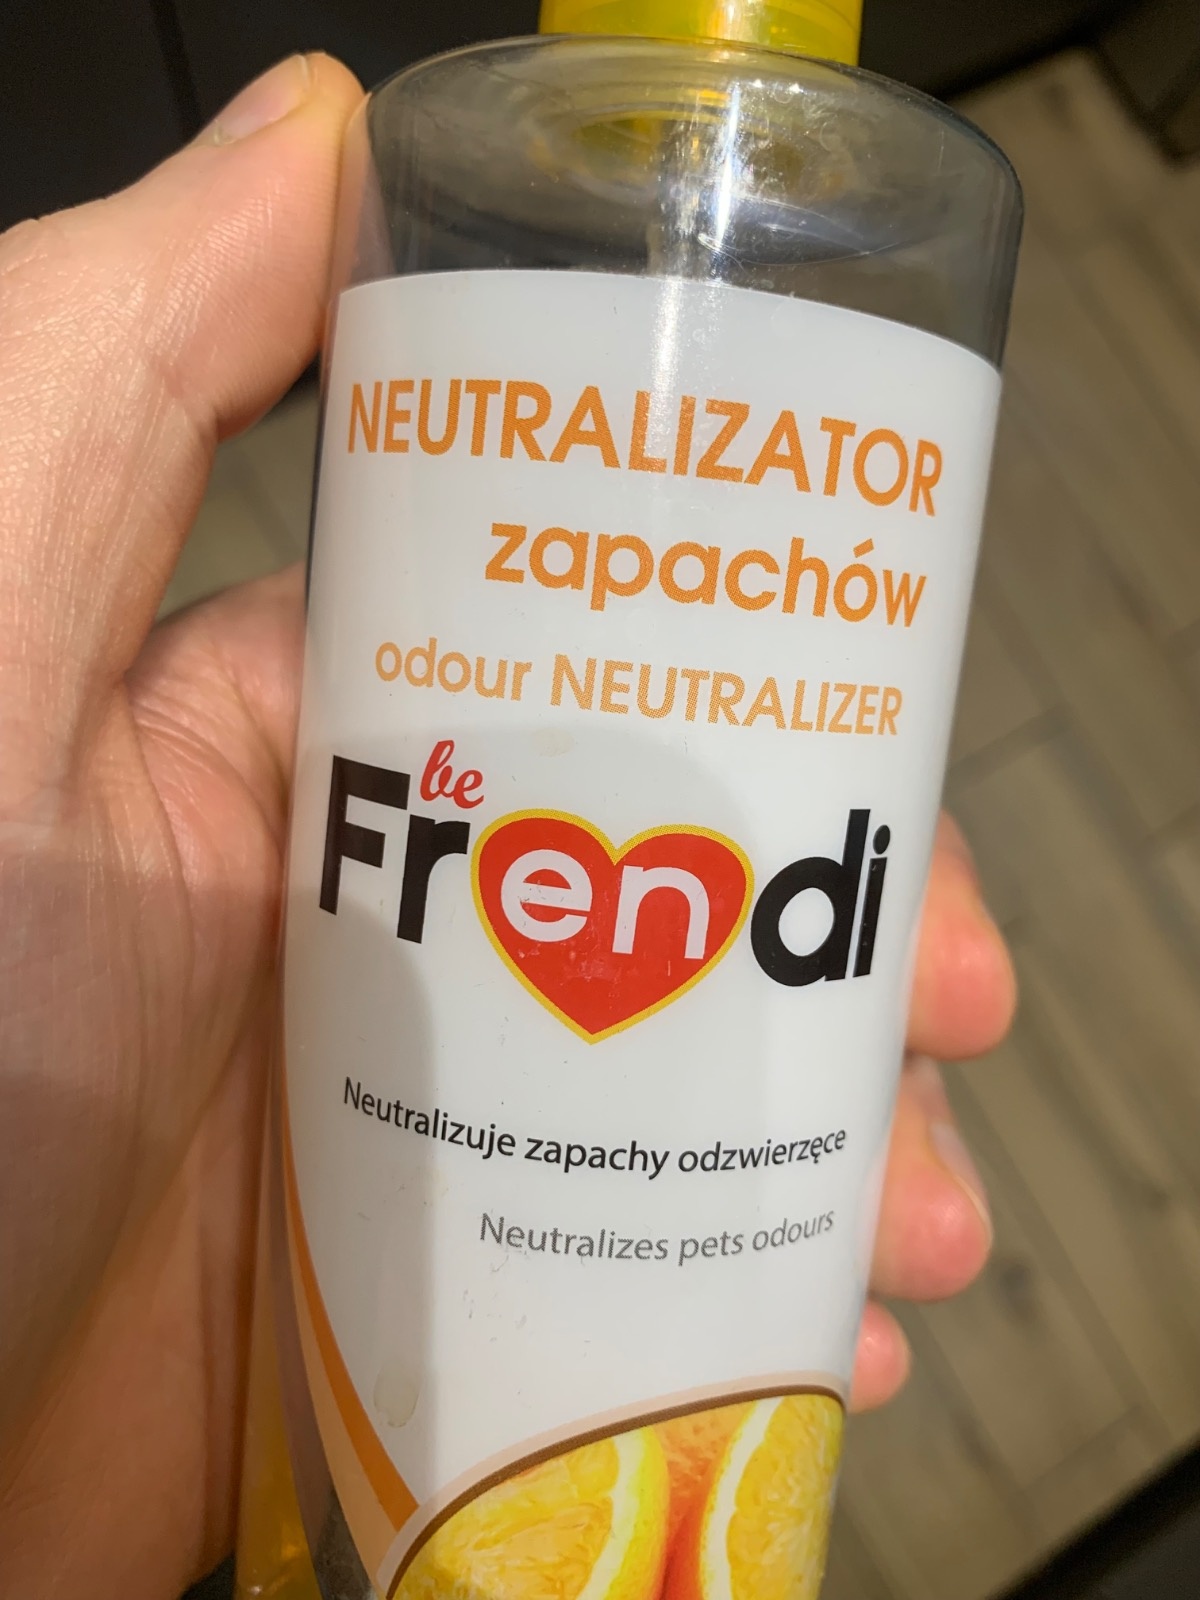 NEUTRALIZATOR
zapachów
odour NEUTRALIZER
be
Frendi
Neutralizuje zapachy odzwierzęce
Neutralizes pets odours